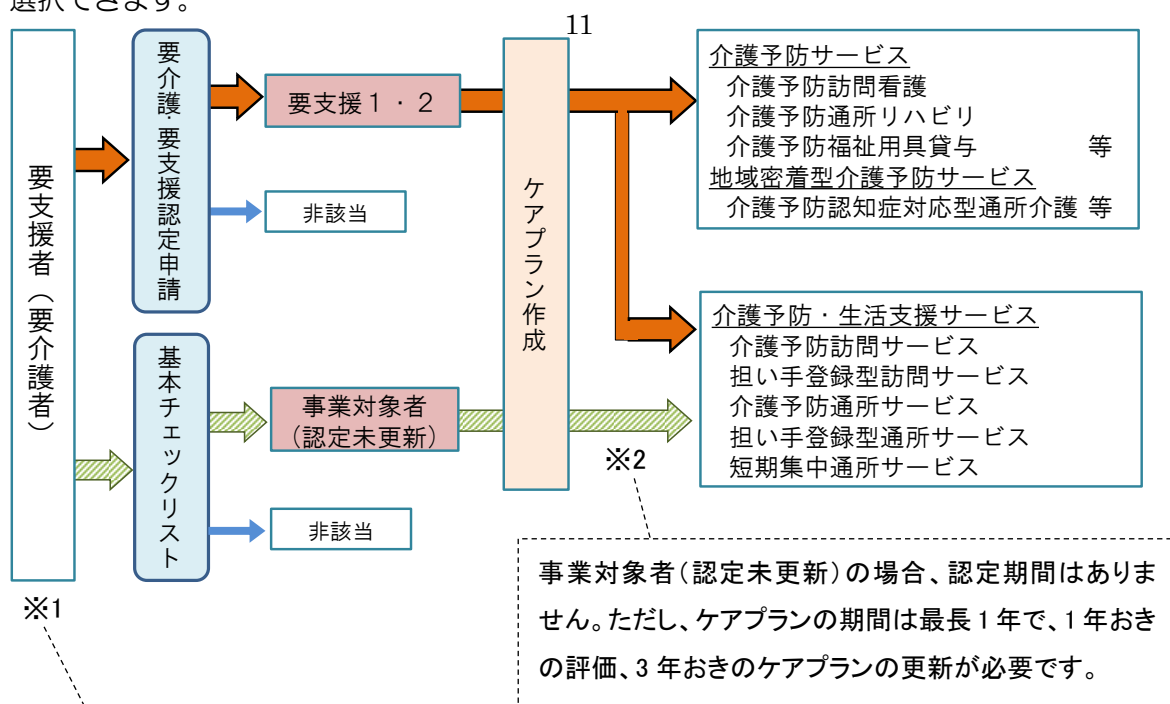 選択できます。
11
要支援者（要介護者）
要介護・要支援認定申請
要支援１・２
非該当
基本チェックリスト
事業対象者
（認定未更新）
非該当
ケアプラン作成
介護予防サービス
介護予防訪問看護
介護予防通所リハビリ
介護予防福祉用具貸与 等
地域密着型介護予防サービス
介護予防認知症対応型通所介護 等
介護予防・生活支援サービス
介護予防訪問サービス
担い手登録型訪問サービス
介護予防通所サービス
担い手登録型通所サービス
短期集中通所サービス
※2
※1
事業対象者（認定未更新）の場合、認定期間はありま
せん。ただし、ケアプランの期間は最長１年で、１年おき
の評価、３年おきのケアプランの更新が必要です。